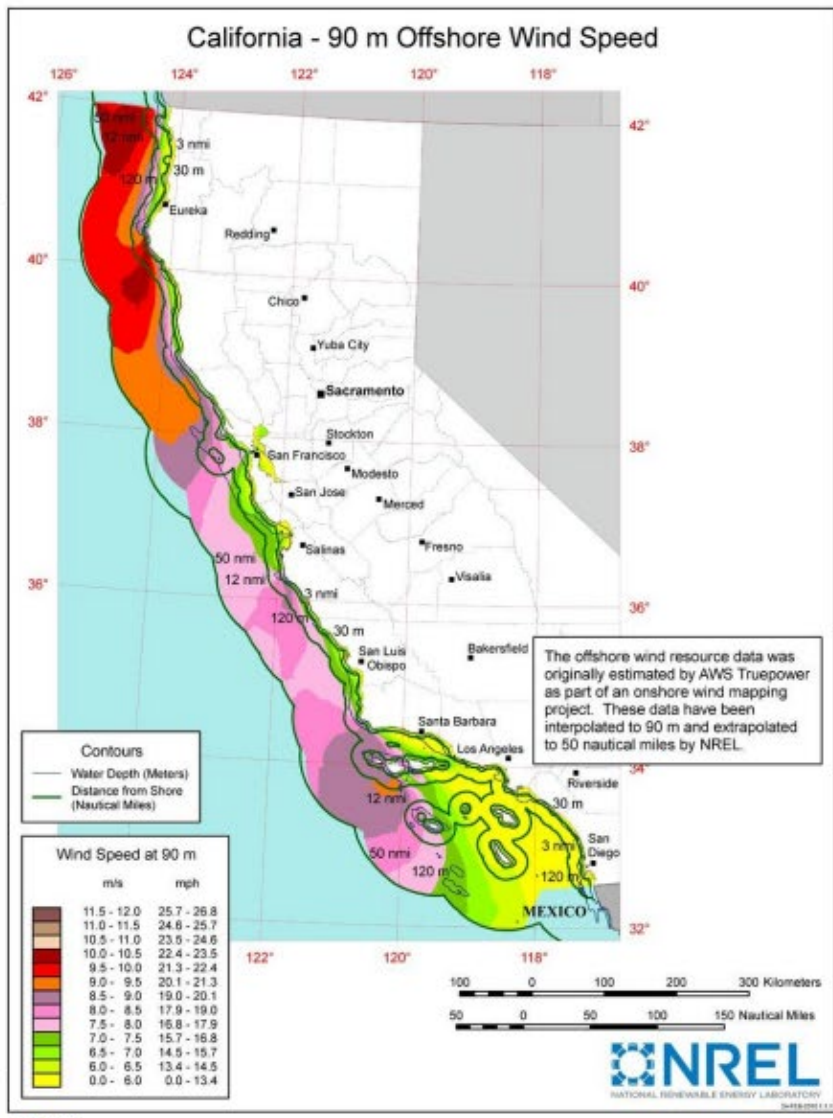 California - 90 m Offshore Wind Speed
126° 124° 122° 120° 118°
42°
42°
50 nmi
12 nmi
3 nmi
30 m
120 m
Eureka
Redding
40°
40°
Chico
Yuba City
Sacramento
38°
38°
Stockton
San Francisco
Modesto
San Jose
Merced
50 nmi
Salinas
Fresno
12 nmi
Visalia
36°
3 nmi
36°
120 m
30 m
San Luis
Obispo
Bakersfield
The offshore wind resource data was
originally estimated by AWS Truepower
as part of an onshore wind mapping
project. These data have been
interpolated to 90 m and extrapolated
to 50 nautical miles by NREL.
Santa Barbara
Los Angeles
34°
Riverside
12 nmi
30 m
3 nmi
San
Diego
50 nmi
120 m
120 m
MEXICO
32°
122° 120° 118°
Contours
Water Depth (Meters)
Distance from Shore
(Nautical Miles)
Wind Speed at 90 m
m/s mph
11.5 - 12.0 25.7 - 26.8
11.0 - 11.5 24.6 - 25.7
10.5 - 11.0 23.5 - 24.6
10.0 - 10.5 22.4 - 23.5
9.5 - 10.0 21.3 - 22.4
9.0 - 9.5 20.1 - 21.3
8.5 - 9.0 19.0 - 20.1
8.0 - 8.5 17.9 - 19.0
7.5 - 8.0 16.8 - 17.9
7.0 - 7.5 15.7 - 16.8
6.5 - 7.0 14.5 - 15.7
6.0 - 6.5 13.4 - 14.5
0.0 - 6.0 0.0 - 13.4
100 0 100 200 300 Kilometers
50 0 50 100 150 Nautical Miles
NREL
NATIONAL RENEWABLE ENERGY LABORATORY